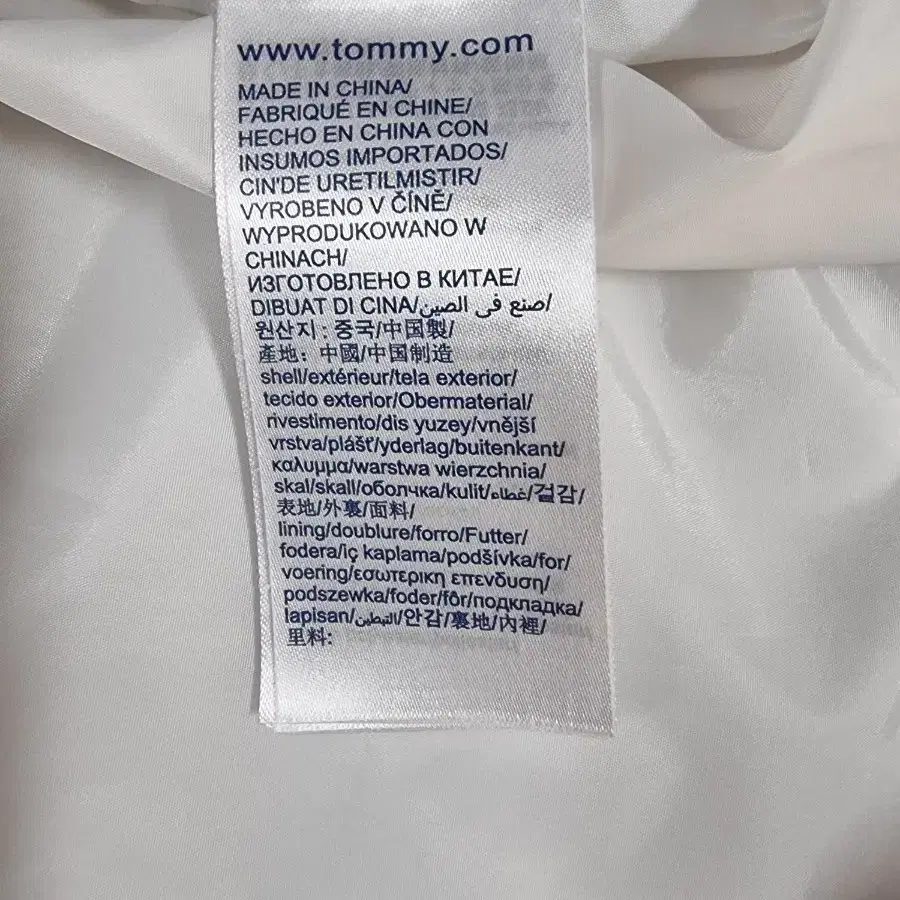 www.tommy.com
MADE IN CHINA/
FABRIQUÉ EN CHINE/
HECHO EN CHINA CON
INSUMOS IMPORTADOS/
CIN'DE URETILMISTIR/
VYROBENO V ČÍNĚ/
WYPRODUKOWANO W
CHINACH/
ИЗГОТОВЛЕНО В КИТАЕ/
DIBUAT DI CINA/صنع في الصين/
원산지: 중국/中国製/
產地: 中國/中国制造
shell/extérieur/tela exterior/
tecido exterior/Obermaterial/
rivestimento/dis yuzey/vnější
vrstva/plášť/yderlag/buitenkant/
καλυμμα/warstwa wierzchnia/
skal/skall/оболчка/kulit/غطاء/겉감/
表地/外裏/面料/
lining/doublure/forro/Futter/
fodera/iç kaplama/podšívka/for/
voering/εσωτερικη επενδυση/
podszewka/foder/fôr/подкладка/
lapisan/التبطين/안감/裏地/內裡/
里料: